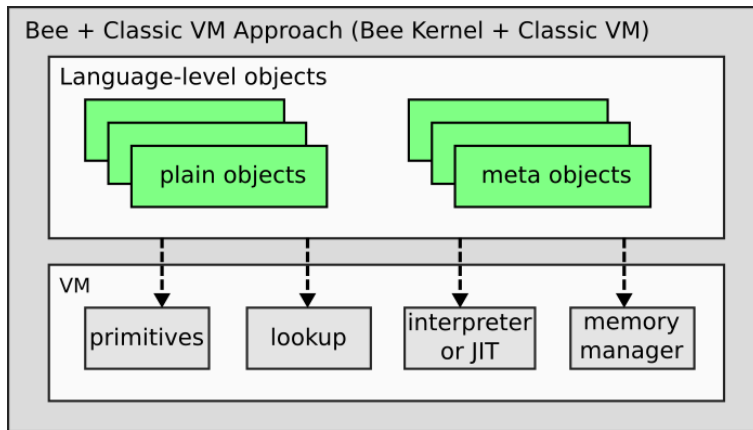 Bee + Classic VM Approach (Bee Kernel + Classic VM)
Language-level objects
plain objects
meta objects
VM
primitives
lookup
interpreter
or JIT
memory
manager